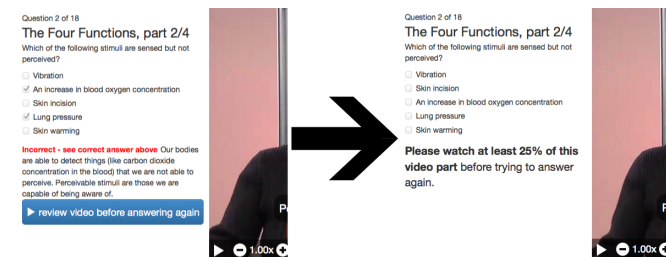 Question 2 of 18
The Four Functions, part 2/4
Which of the following stimuli are sensed but not
perceived?
Vibration
An increase in blood oxygen concentration
Skin incision
Lung pressure
Skin warming
Incorrect - see correct answer above Our bodies
are able to detect things (like carbon dioxide
concentration in the blood) that we are not able to
perceive. Perceivable stimuli are those we are
capable of being aware of.
review video before answering again
1.00x
Question 2 of 18
The Four Functions, part 2/4
Which of the following stimuli are sensed but not
perceived?
Vibration
Skin incision
An increase in blood oxygen concentration
Lung pressure
Skin warming
Please watch at least 25% of this
video part before trying to answer
again.
1.00x